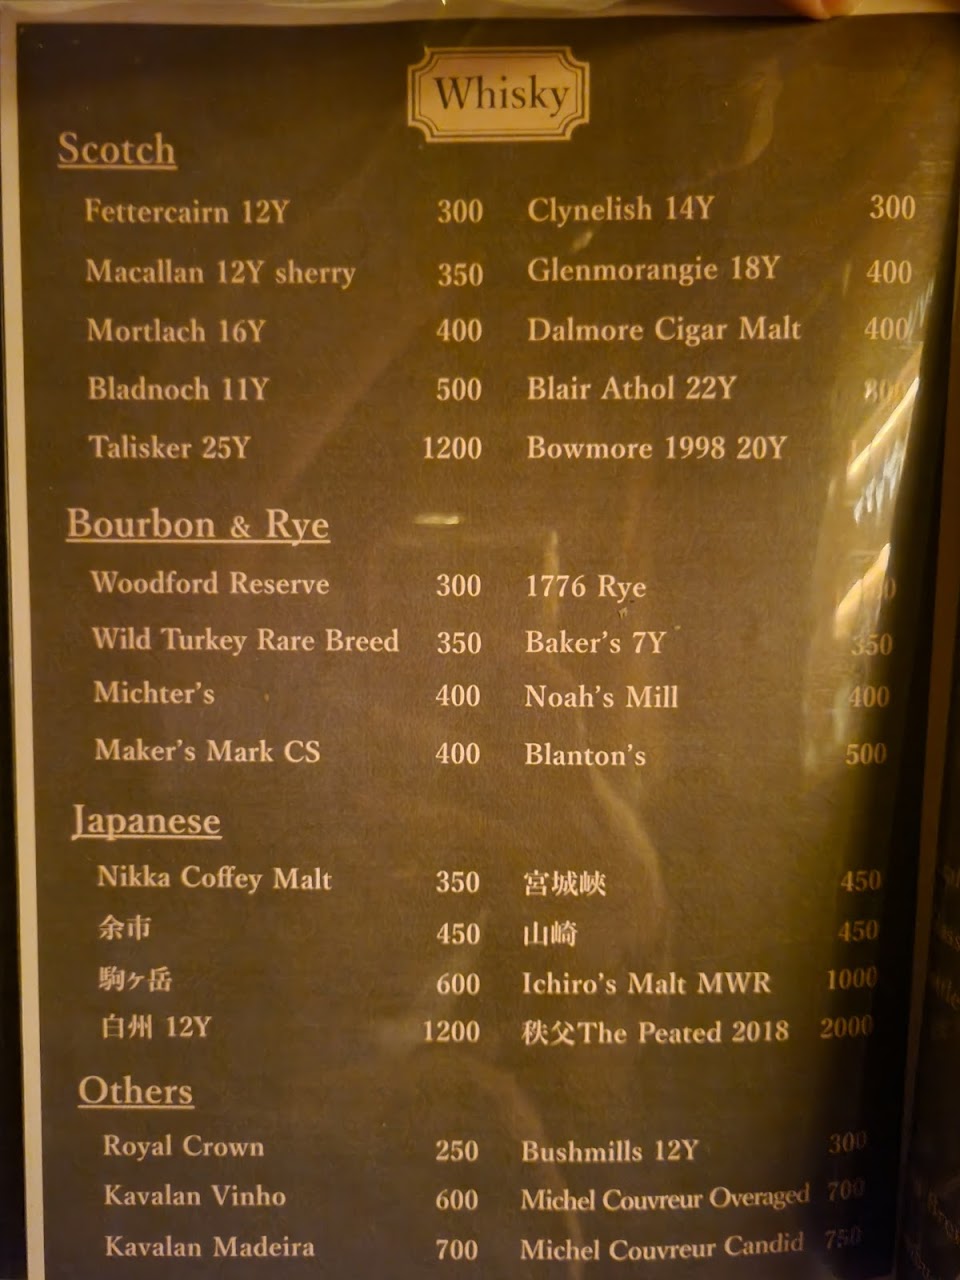 Whisky
Scotch
Fettercairn 12Y 300 Clynelish 14Y 300
Macallan 12Y sherry 350 Glenmorangie 18Y 400
Mortlach 16Y 400 Dalmore Cigar Malt 400
Bladnoch 11Y 500 Blair Athol 22Y 800
Talisker 25Y 1200 Bowmore 1998 20Y
Bourbon & Rye
Woodford Reserve 300 1776 Rye
Wild Turkey Rare Breed 350 Baker's 7Y 350
Michter's 400 Noah's Mill 400
Maker's Mark CS 400 Blanton's 500
Japanese
Nikka Coffey Malt 350 宮城峽 450
余市 450 山崎 450
駒ヶ岳 600 Ichiro's Malt MWR 1000
白州 12Y 1200 秩父The Peated 2018 2000
Others
Royal Crown 250 Bushmills 12Y 300
Kavalan Vinho 600 Michel Couvreur Overaged 700
Kavalan Madeira 700 Michel Couvreur Candid 750